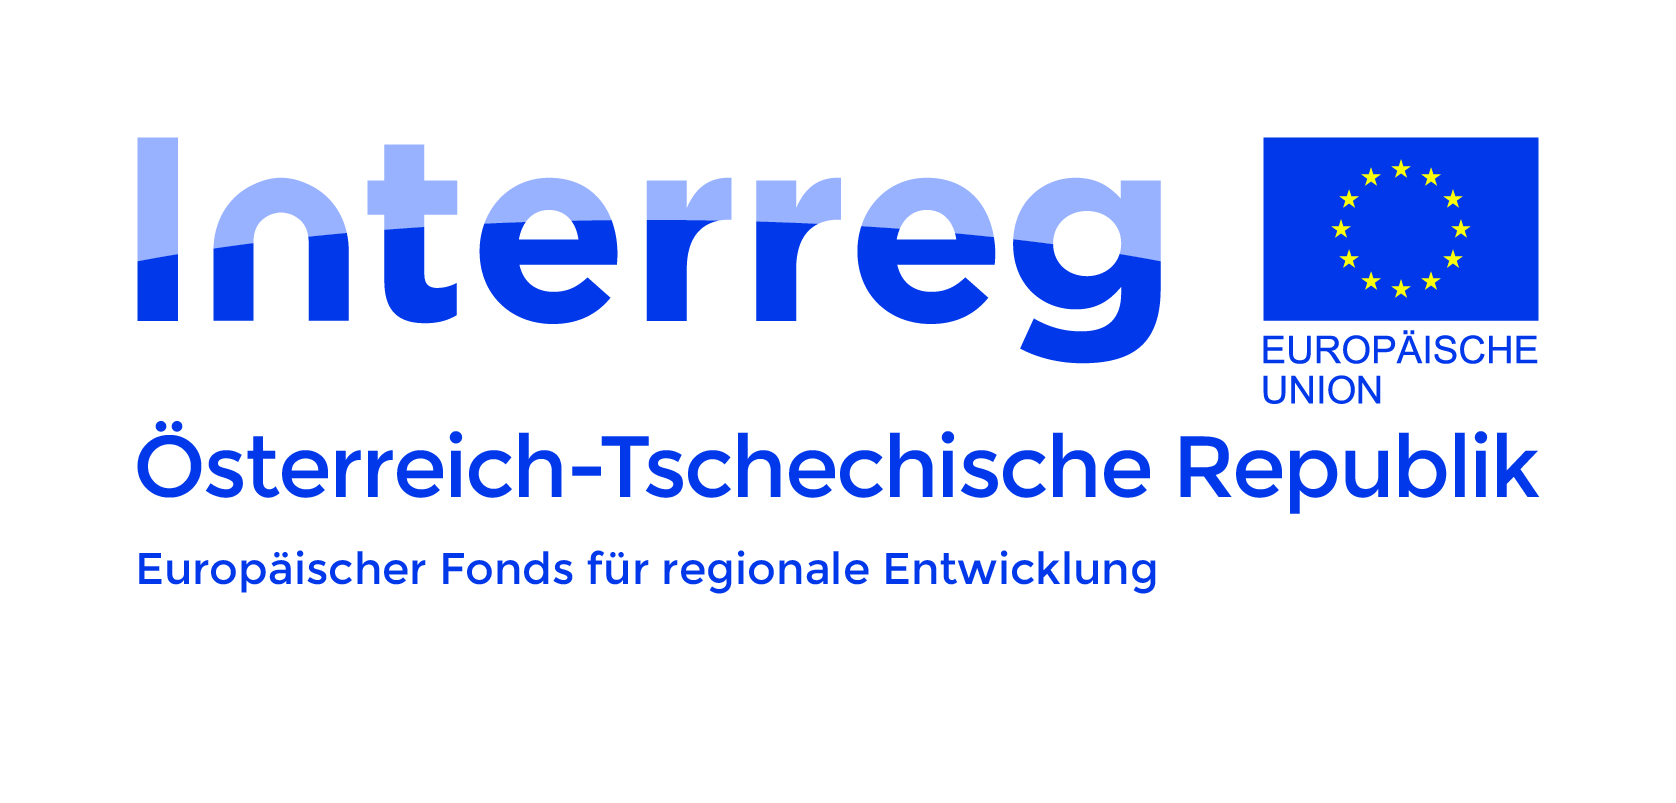 Interreg
EUROPÄISCHE
UNION
Österreich-Tschechische Republik
Europäischer Fonds für regionale Entwicklung